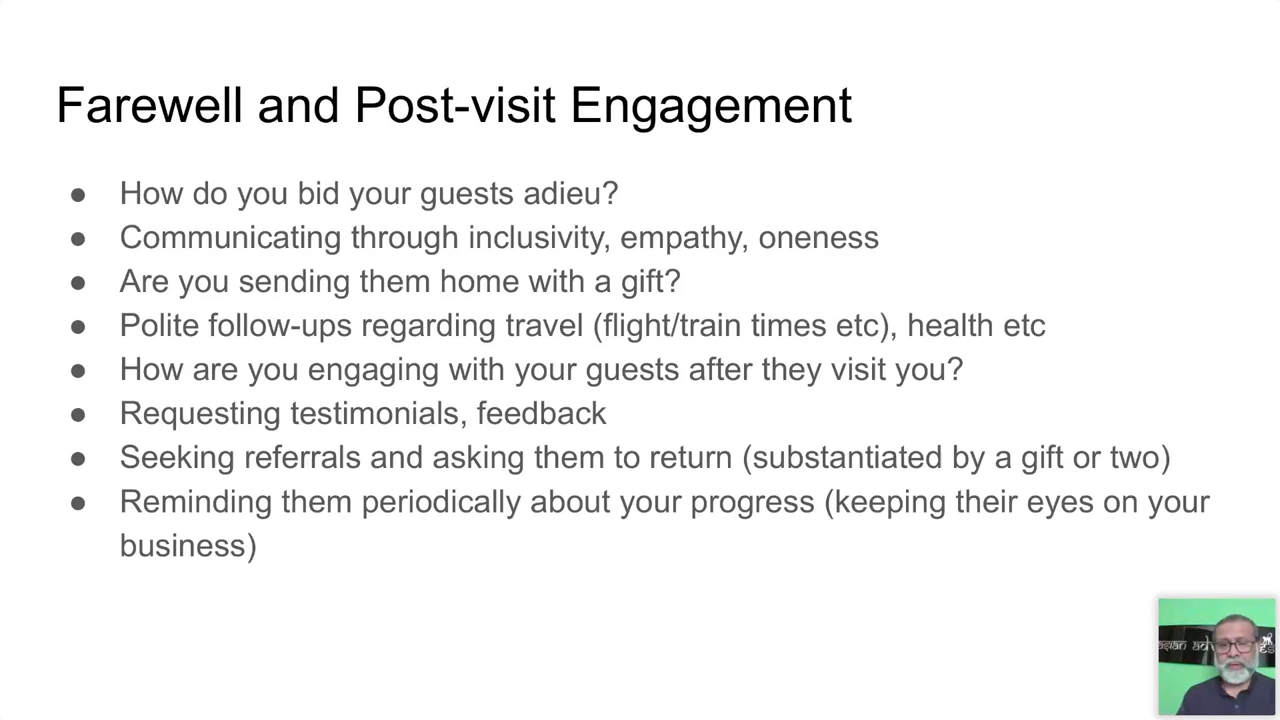 Farewell and Post-visit Engagement
● How do you bid your guests adieu?
● Communicating through inclusivity, empathy, oneness
● Are you sending them home with a gift?
● Polite follow-ups regarding travel (flight/train times etc), health etc
● How are you engaging with your guests after they visit you?
● Requesting testimonials, feedback
● Seeking referrals and asking them to return (substantiated by a gift or two)
● Reminding them periodically about your progress (keeping their eyes on your
business)
asian